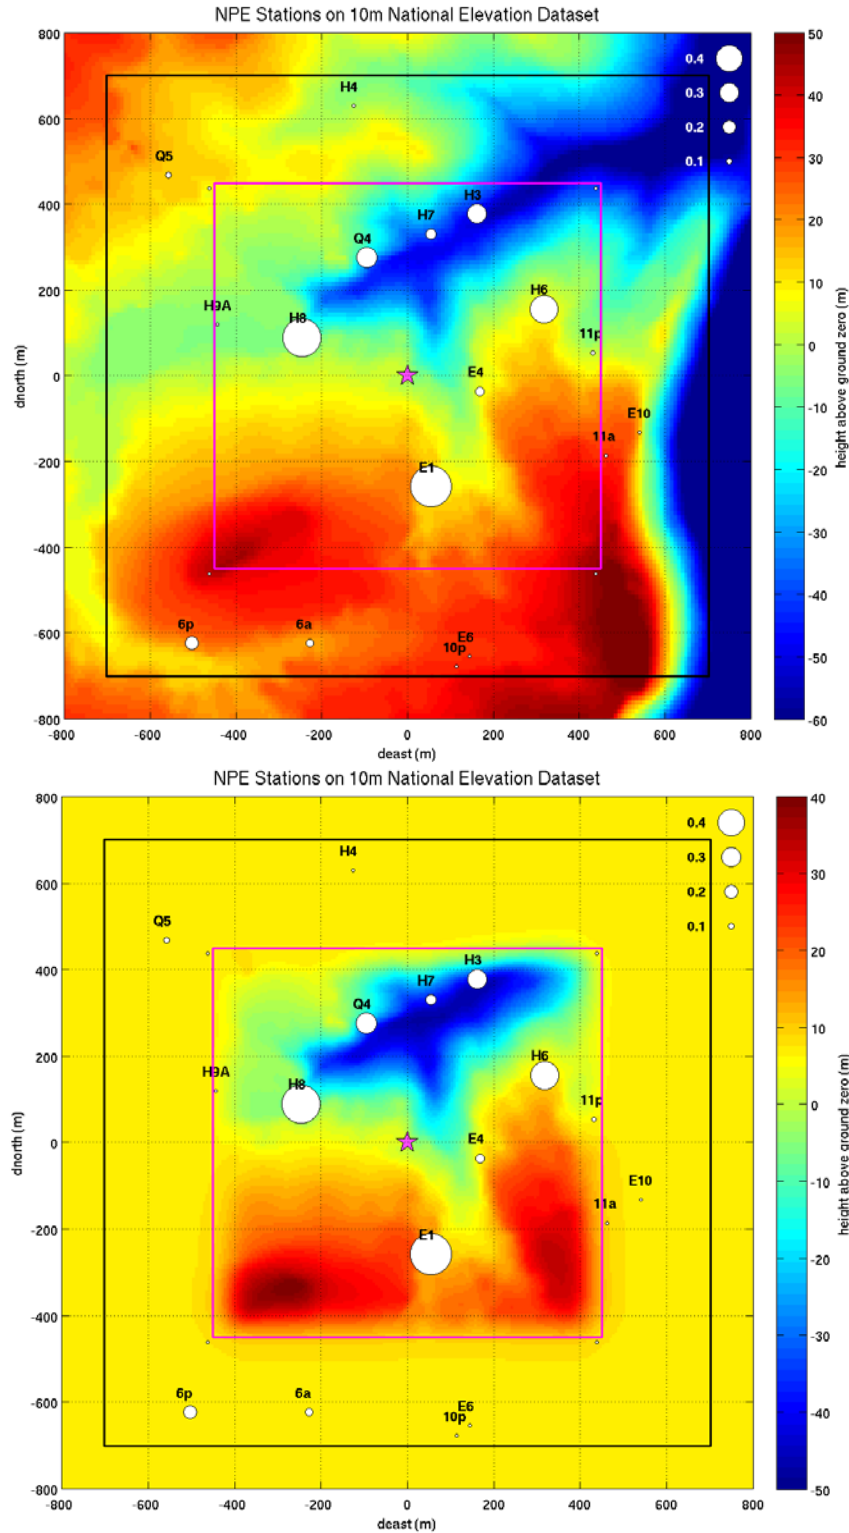 NPE Stations on 10m National Elevation Dataset
800
600
400
200
0
-200
-400
-600
-800
dnorth (m)
-800 -600 -400 -200 0 200 400 600 800
deast (m)
H4
Q5
H3
H7
Q4
H6
H9A
H8
11p
E4
E10
11a
E1
6p
6a
E6
10p
0.4
0.3
0.2
0.1
50
40
30
20
10
0
-10
-20
-30
-40
-50
-60
height above ground zero (m)
NPE Stations on 10m National Elevation Dataset
800
600
400
200
0
-200
-400
-600
-800
dnorth (m)
-800 -600 -400 -200 0 200 400 600 800
deast (m)
H4
Q5
H3
H7
Q4
H6
H9A
H8
11p
E4
E10
11a
E1
6p
6a
E6
10p
0.4
0.3
0.2
0.1
40
30
20
10
0
-10
-20
-30
-40
-50
height above ground zero (m)